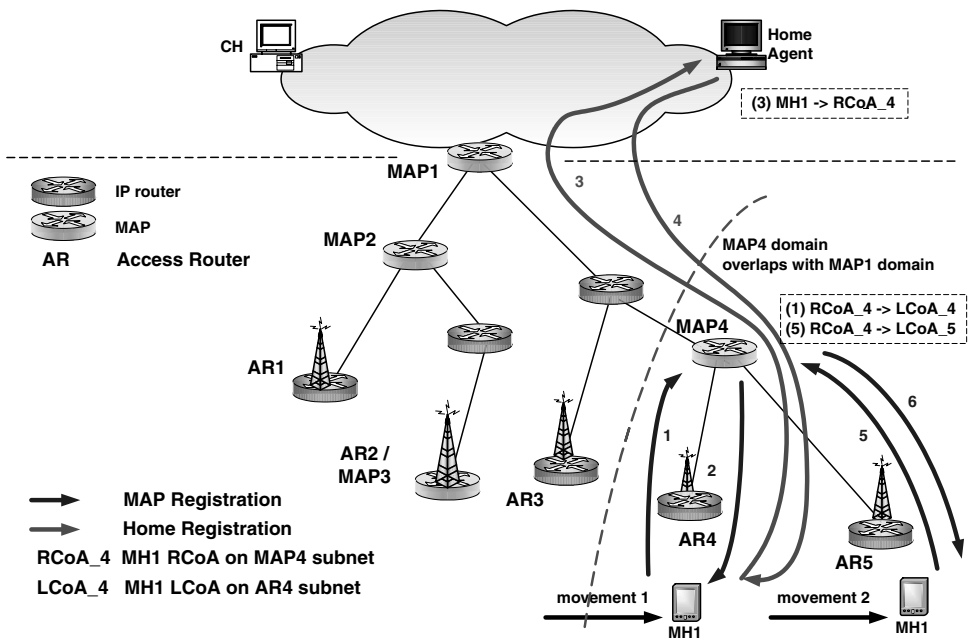 CH
Home
Agent
(3) MH1 -> RCoA_4
MAP1
3
IP router
MAP
AR Access Router
MAP2
4
MAP4 domain
overlaps with MAP1 domain
(1) RCoA_4 -> LCoA_4
(5) RCoA_4 -> LCoA_5
MAP4
AR1
6
1
5
AR2 /
MAP3
2
AR3
AR4
AR5
MAP Registration
Home Registration
RCoA_4 MH1 RCoA on MAP4 subnet
LCoA_4 MH1 LCoA on AR4 subnet
movement 1
movement 2
MH1
MH1